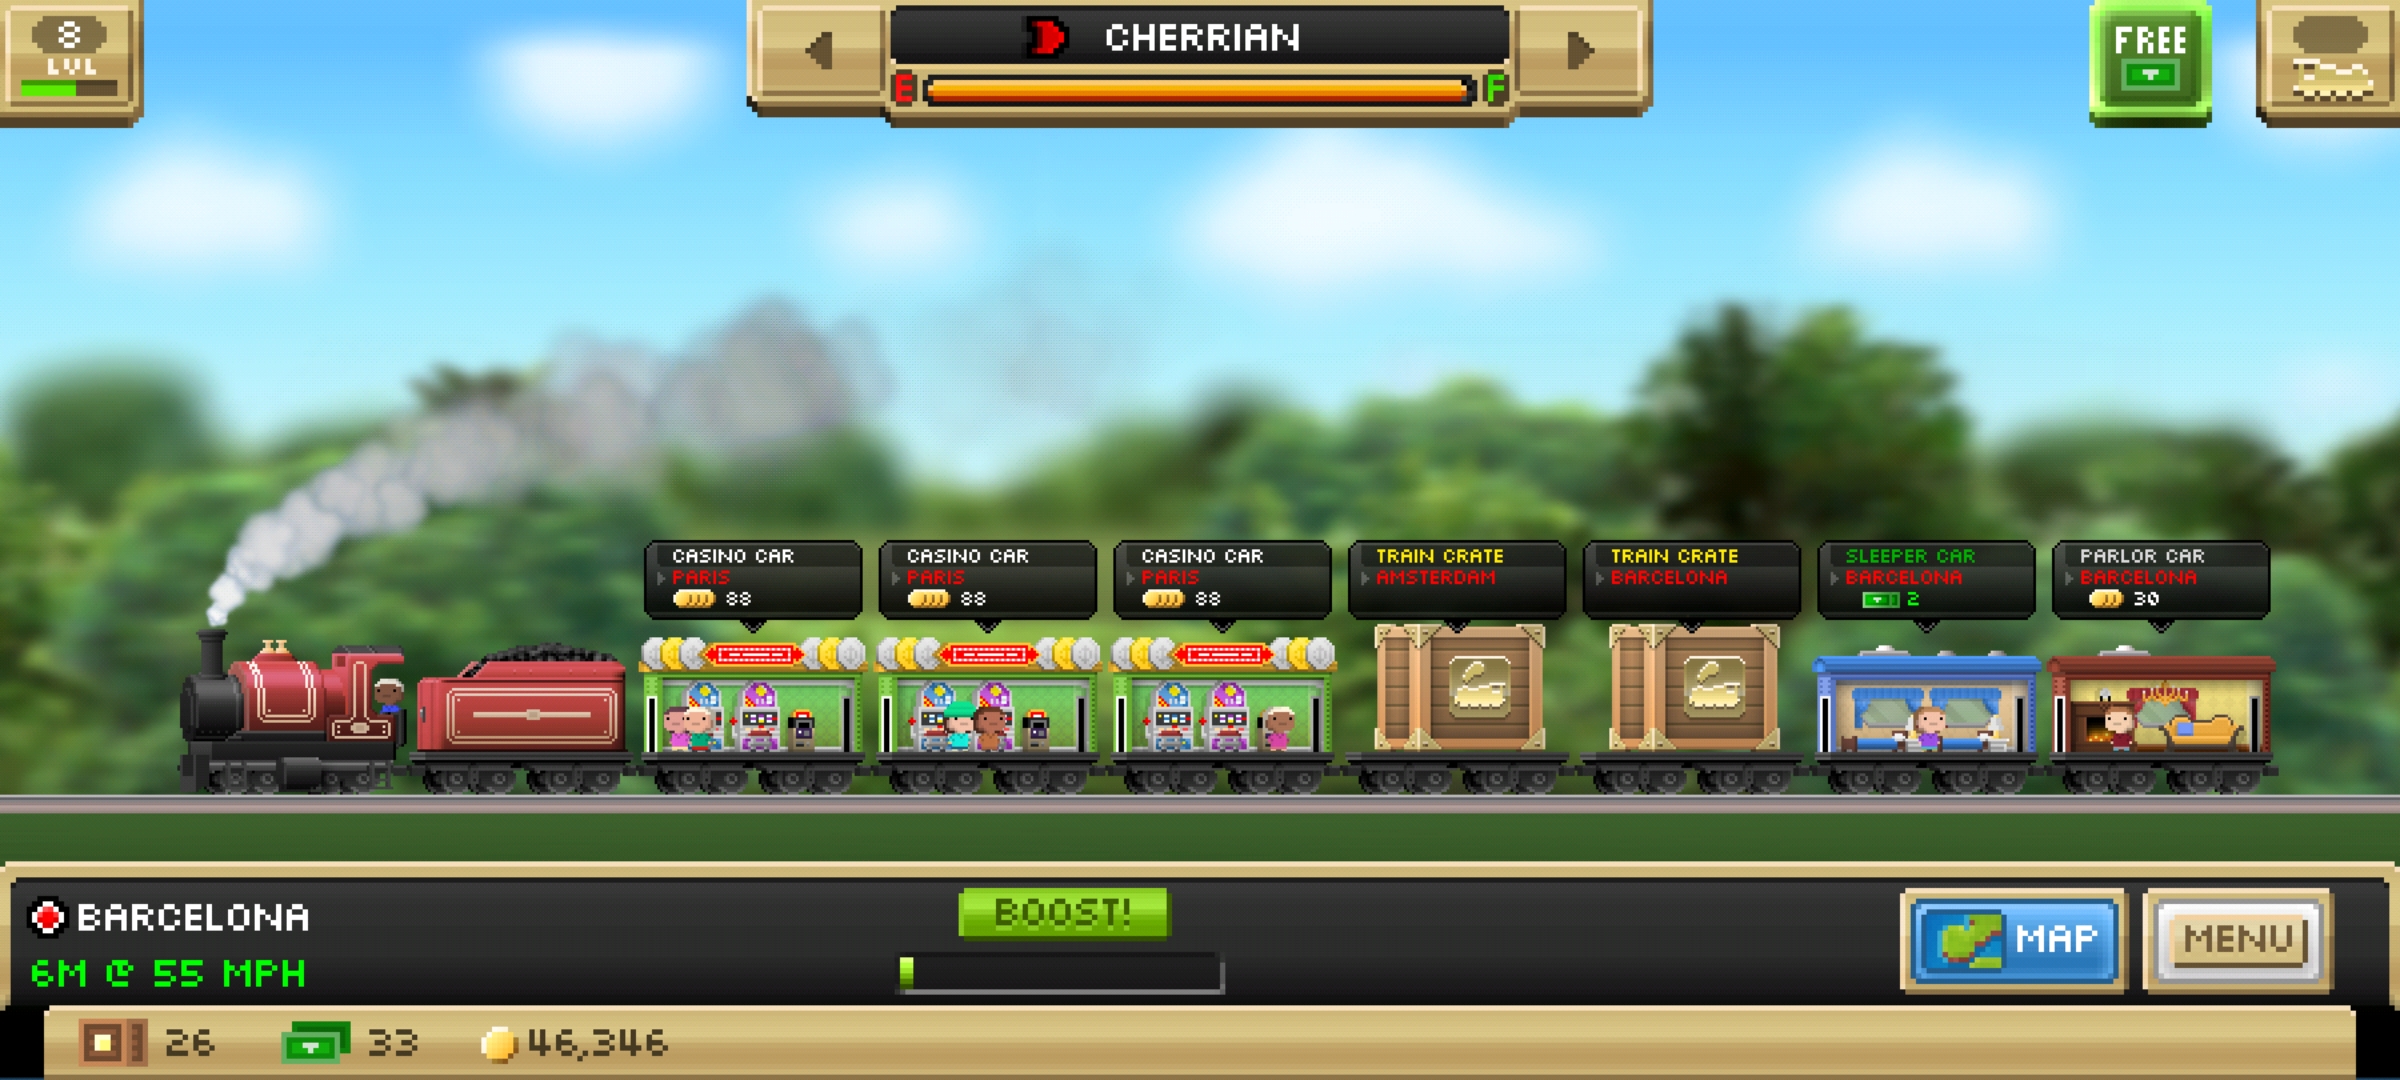 8
LVL
CHERRIAN
E F
FREE
CASINO CAR
PARIS
88
CASINO CAR
PARIS
88
CASINO CAR
PARIS
88
TRAIN CRATE
AMSTERDAM
TRAIN CRATE
BARCELONA
SLEEPER CAR
BARCELONA
2
PARLOR CAR
BARCELONA
30
BARCELONA
6M @ 55 MPH
BOOST!
MAP
MENU
26
33
46,346